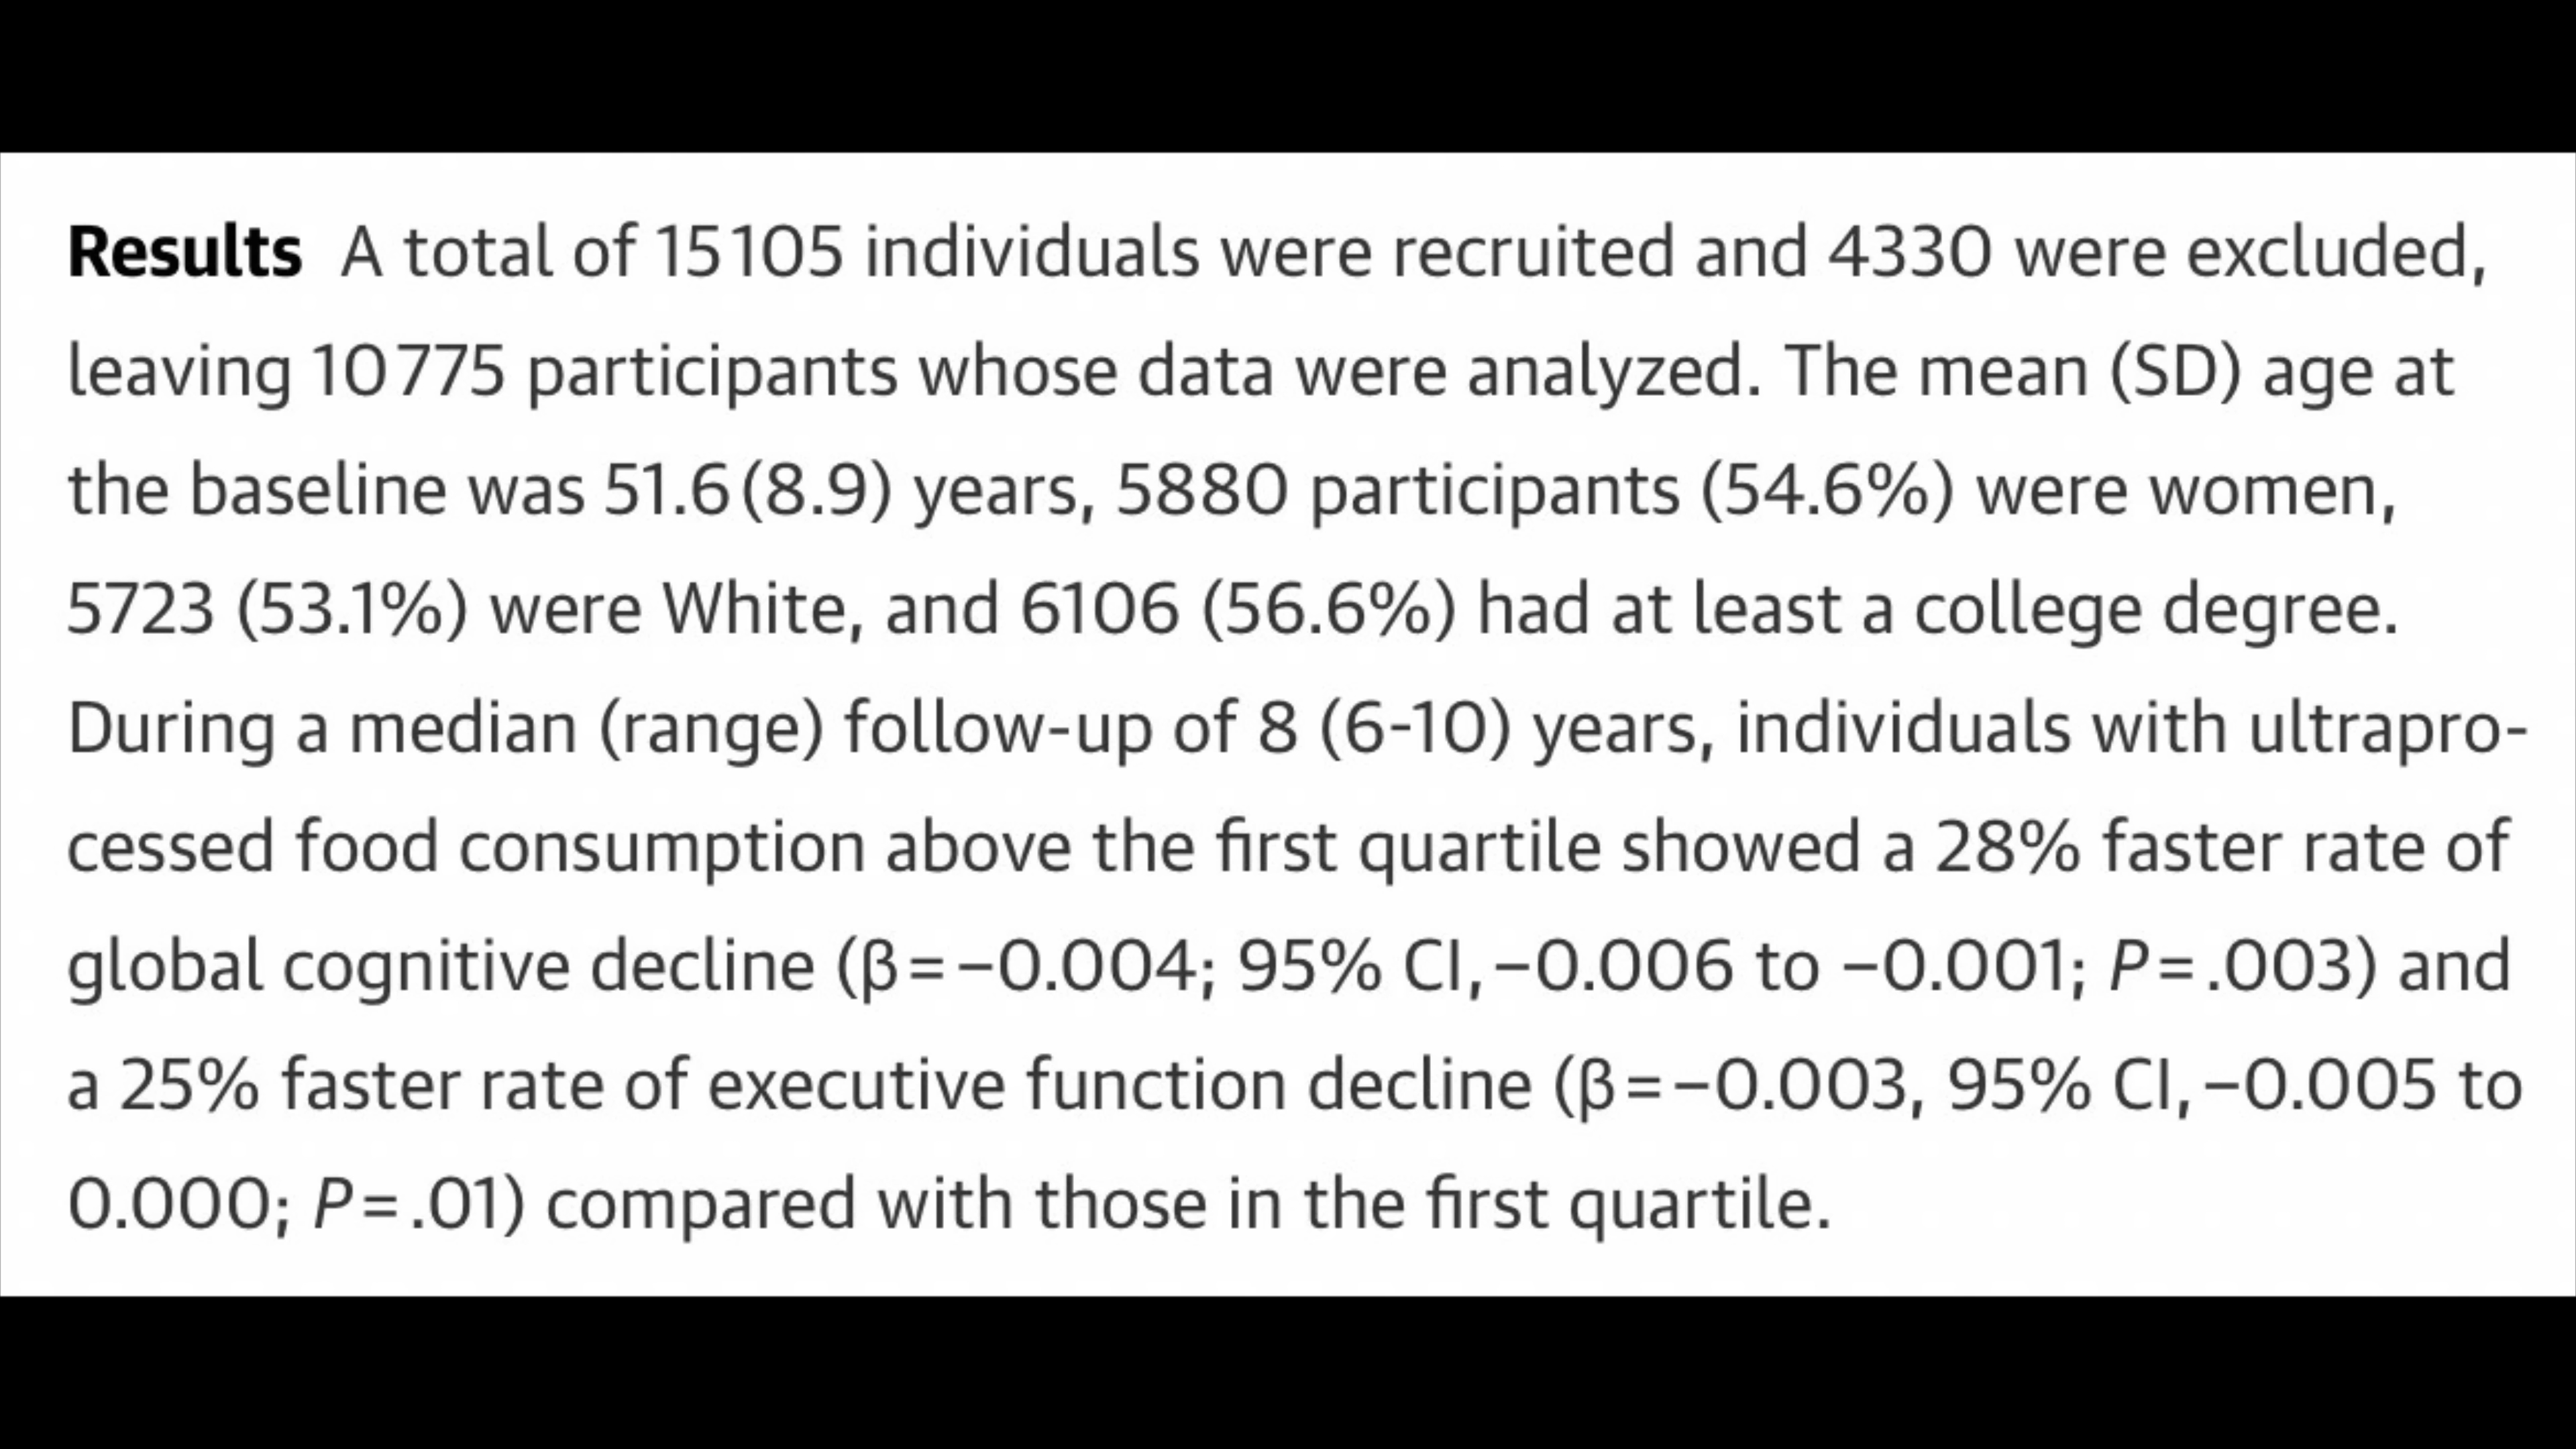 Results A total of 15 105 individuals were recruited and 4330 were excluded,
leaving 10 775 participants whose data were analyzed. The mean (SD) age at
the baseline was 51.6 (8.9) years, 5880 participants (54.6%) were women,
5723 (53.1%) were White, and 6106 (56.6%) had at least a college degree.
During a median (range) follow-up of 8 (6-10) years, individuals with ultrapro-
cessed food consumption above the first quartile showed a 28% faster rate of
global cognitive decline (β = −0.004; 95% CI, −0.006 to −0.001; P = .003) and
a 25% faster rate of executive function decline (β = −0.003, 95% CI, −0.005 to
0.000; P = .01) compared with those in the first quartile.